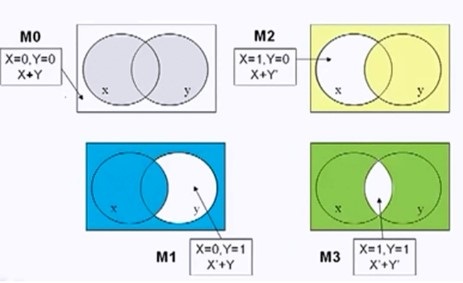 M0
X=0,Y=0
X+Y
x
y
M2
X=1,Y=0
X+Y'
x
y
x
y
M1
X=0,Y=1
X'+Y
x
y
M3
X=1,Y=1
X'+Y'